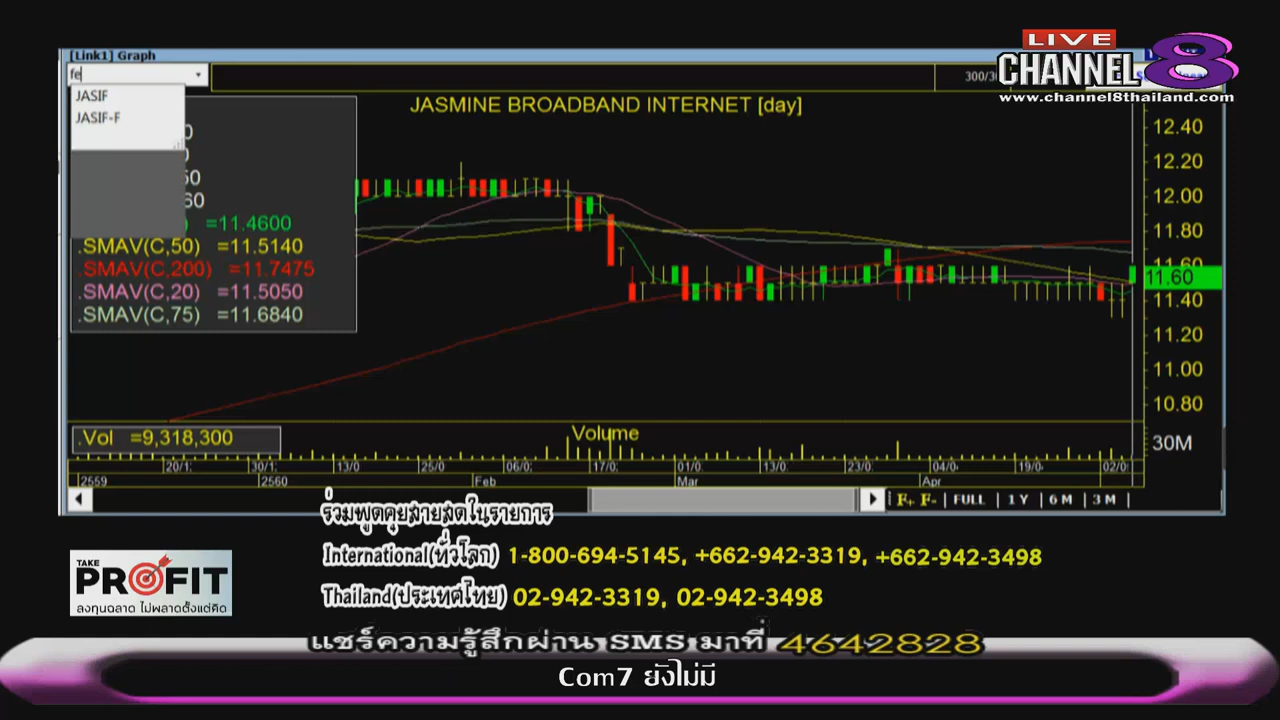 [Link1] Graph
fe
300/30
LIVE
CHANNEL 8
www.channel8thailand.com
JASIF
JASIF-F
JASMINE BROADBAND INTERNET [day]
=11.4600
.SMAV(C,50) =11.5140
.SMAV(C,200) =11.7475
.SMAV(C,20) =11.5050
.SMAV(C,75) =11.6840
12.40
12.20
12.00
11.80
11.60
11.60
11.40
11.20
11.00
10.80
.Vol =9,318,300
Volume
30M
20/1: 30/1: 13/0 25/0 06/0: 17/0: 01/0: 13/0: 23/0: 04/0 19/0 02/0
2559 2560 Feb Mar Apr
F+ F- | FULL | 1 Y | 6 M | 3 M |
ร่วมพูดคุยสายสดในรายการ
International(ทั่วโลก) 1-800-694-5145, +662-942-3319, +662-942-3498
Thailand(ประเทศไทย) 02-942-3319, 02-942-3498
TAKE
PROFIT
ลงทุนฉลาด ไม่พลาดตั้งแต่คิด
แชร์ความรู้สึกผ่าน SMS มาที่ 4642828
Com7 ยังไม่มี